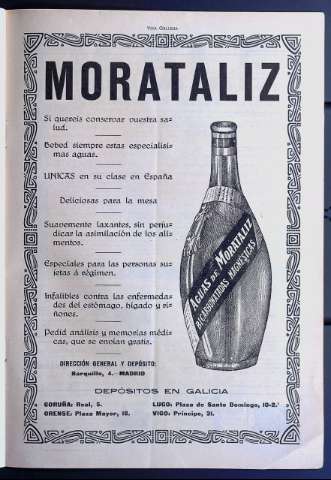 VIDA GALLEGA
MORATALIZ
Si quereis conservar vuestra sa-
lud.
Bebed siempre estas especialísi-
mas aguas.
UNICAS en su clase en España
Deliciosas para la mesa
Suavemente laxantes, sin perju-
dicar la asimilación de los ali-
mentos.
Especiales para las personas su-
jetas á régimen.
Infalibles contra las enfermeda-
des del estómago, hígado y ri-
ñones.
Pedid análisis y memorias médi-
cas, que se envían gratis.
AGUAS DE MORATALIZ
BICARBONATADAS MAGNÉSICAS
DIRECCIÓN GENERAL Y DEPÓSITO:
Barquillo, 4.-MADRID
DEPÓSITOS EN GALICIA
CORUÑA: Real, 5.
LUGO: Plaza de Santo Domingo, 10-2.º
ORENSE: Plaza Mayor, 18.
VIGO: Príncipe, 21.